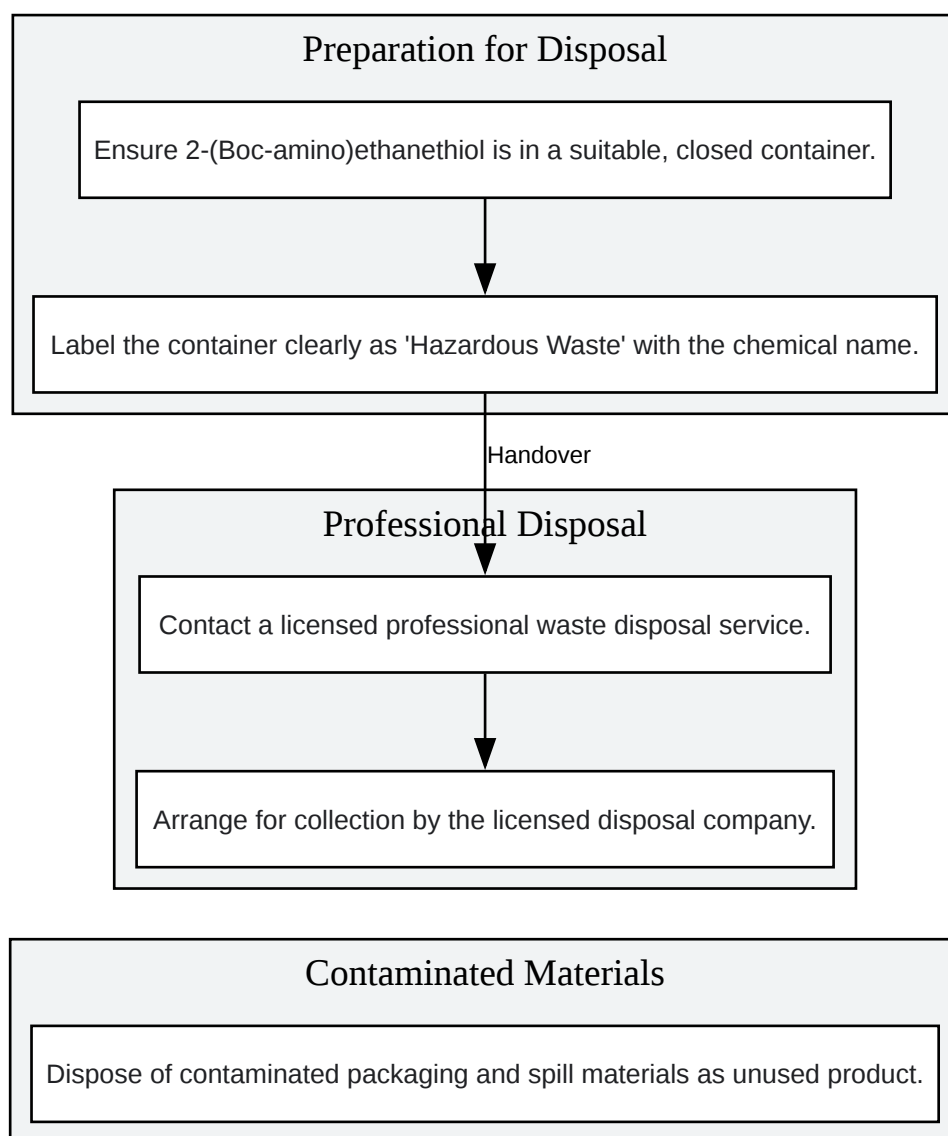 Preparation for Disposal
Ensure 2-(Boc-amino)ethanethiol is in a suitable, closed container.
Label the container clearly as 'Hazardous Waste' with the chemical name.
Handover
Professional Disposal
Contact a licensed professional waste disposal service.
Arrange for collection by the licensed disposal company.
Contaminated Materials
Dispose of contaminated packaging and spill materials as unused product.